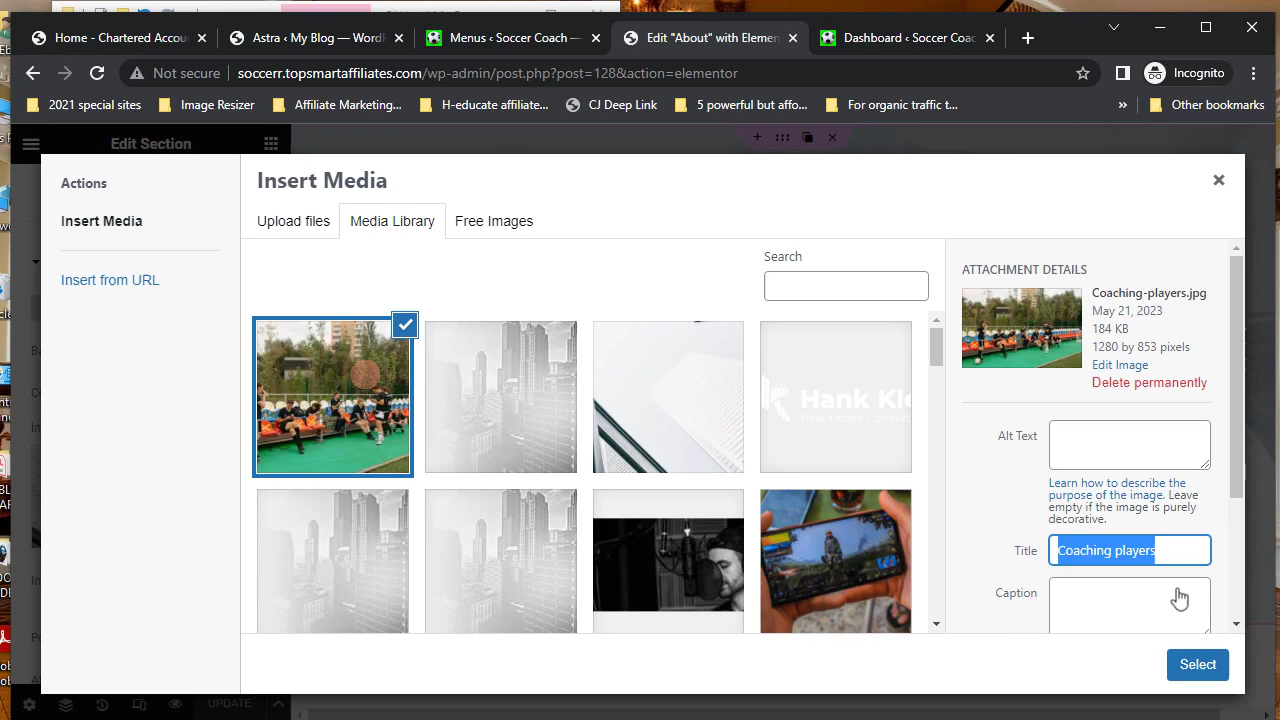 Home - Chartered Accou
Astra ‹ My Blog — Word
Menus ‹ Soccer Coach —
Edit "About" with Elemen
Dashboard ‹ Soccer Coac
Not secure
soccerr.topsmartaffiliates.com/wp-admin/post.php?post=128&action=elementor
Incognito
2021 special sites
Image Resizer
Affiliate Marketing...
H-educate affiliate...
CJ Deep Link
5 powerful but affo...
For organic traffic t...
»
Other bookmarks
Edit Section
Actions
Insert Media
Insert from URL
Insert Media
Upload files
Media Library
Free Images
Search
Hank Kle
Real Estate Consult
ATTACHMENT DETAILS
Coaching-players.jpg
May 21, 2023
184 KB
1280 by 853 pixels
Edit Image
Delete permanently
Alt Text
Learn how to describe the
purpose of the image. Leave
empty if the image is purely
decorative.
Title
Coaching players
Caption
Select
UPDATE